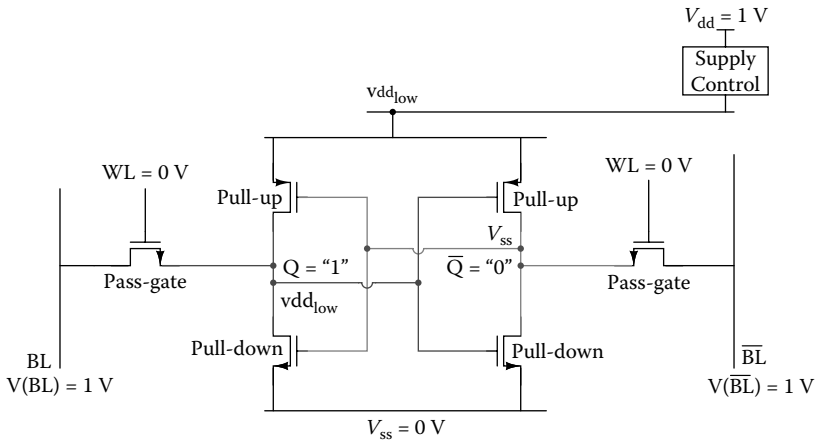 V_dd = 1 V
Supply
Control
vdd_low
WL = 0 V
WL = 0 V
Pull-up
Pull-up
V_ss
Q = “1”
Q̅ = “0”
Pass-gate
Pass-gate
vdd_low
Pull-down
Pull-down
BL
B̅L̅
V(BL) = 1 V
V(B̅L̅) = 1 V
V_ss = 0 V